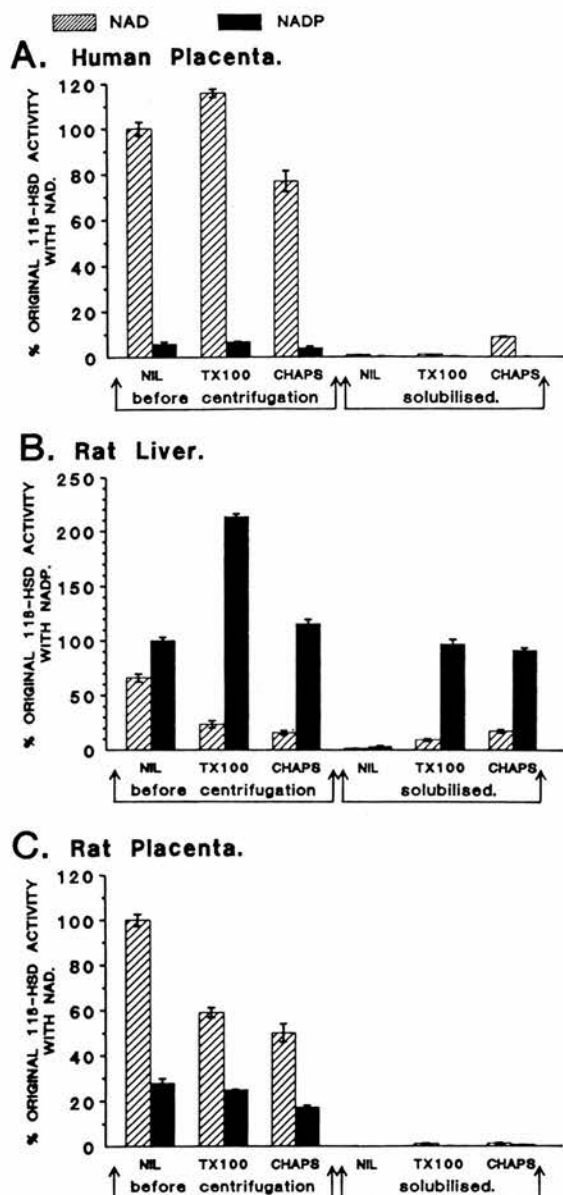 NAD NADP
A. Human Placenta.
% ORIGINAL 11ß-HSD ACTIVITY
WITH NAD.
120
100
80
60
40
20
0
NIL TX100 CHAPS NIL TX100 CHAPS
before centrifugation solubilised.
B. Rat Liver.
% ORIGINAL 11ß-HSD ACTIVITY
WITH NADP.
250
200
150
100
50
0
NIL TX100 CHAPS NIL TX100 CHAPS
before centrifugation solubilised.
C. Rat Placenta.
% ORIGINAL 11ß-HSD ACTIVITY
WITH NAD.
120
100
80
60
40
20
0
NIL TX100 CHAPS NIL TX100 CHAPS
before centrifugation solubilised.